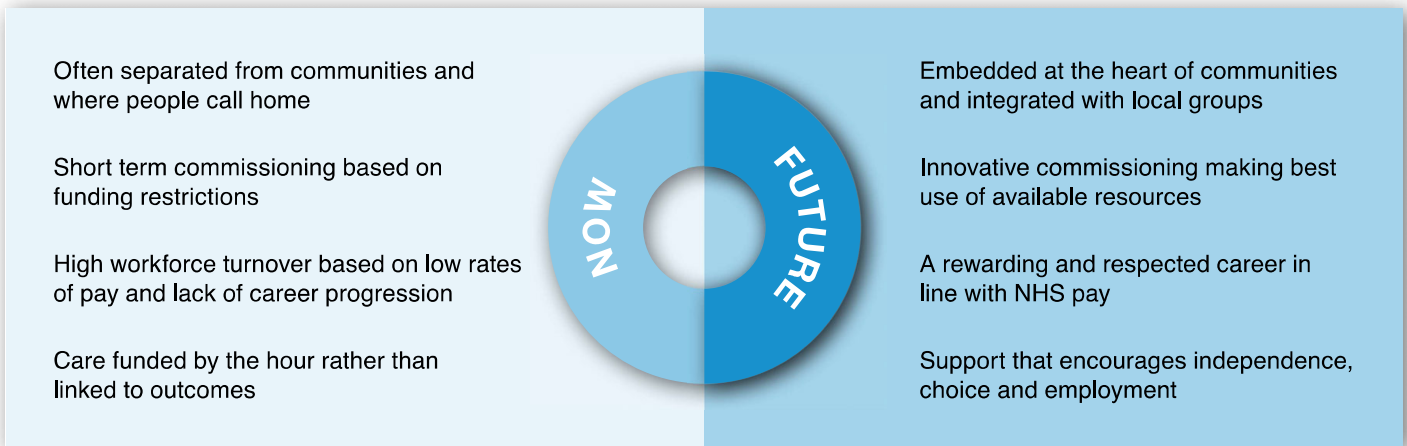 Often separated from communities and
where people call home
Short term commissioning based on
funding restrictions
High workforce turnover based on low rates
of pay and lack of career progression
Care funded by the hour rather than
linked to outcomes
NOW
FUTURE
Embedded at the heart of communities
and integrated with local groups
Innovative commissioning making best
use of available resources
A rewarding and respected career in
line with NHS pay
Support that encourages independence,
choice and employment